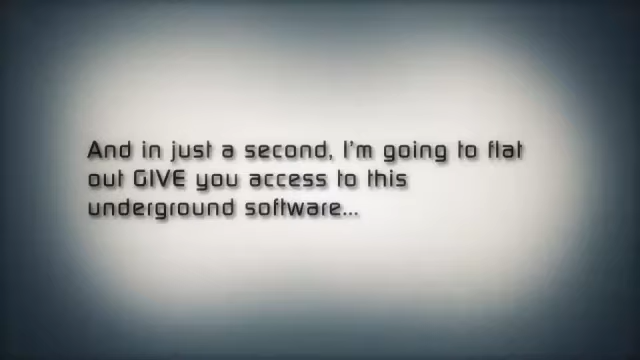 And in just a second, I'm going to flat
out GIVE you access to this
underground software...